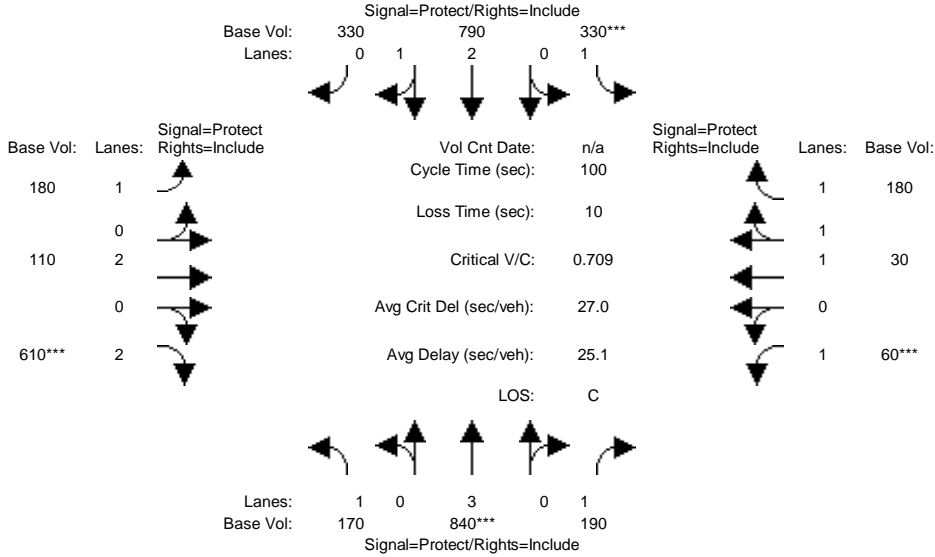 Signal=Protect/Rights=Include
Base Vol: 330 790 330***
Lanes: 0 1 2 0 1
Signal=Protect
Rights=Include
Base Vol: Lanes:
Vol Cnt Date: n/a
Signal=Protect
Rights=Include
Lanes: Base Vol:
Cycle Time (sec): 100
180 1
1 180
Loss Time (sec): 10
0
1
110 2
Critical V/C: 0.709
1 30
0
Avg Crit Del (sec/veh): 27.0
0
610*** 2
Avg Delay (sec/veh): 25.1
1 60***
LOS: C
Lanes: 1 0 3 0 1
Base Vol: 170 840*** 190
Signal=Protect/Rights=Include